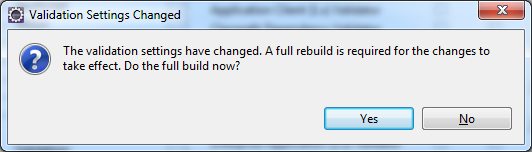 Validation Settings Changed
The validation settings have changed. A full rebuild is required for the changes to
take effect. Do the full build now?
Yes
No